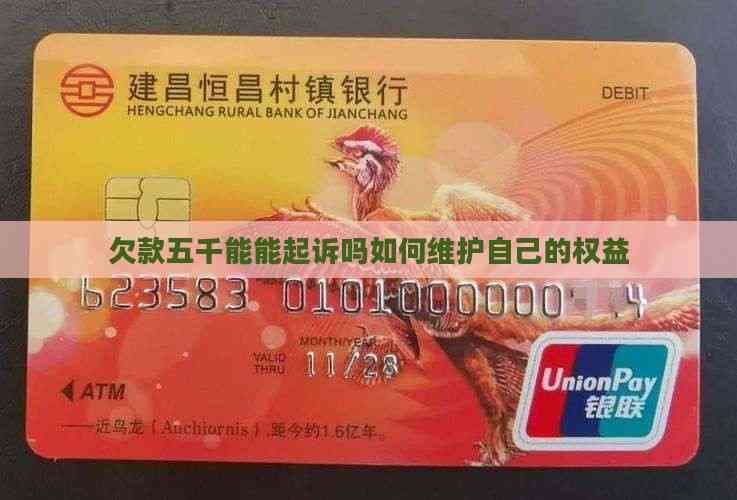 建昌恒昌村镇银行
HENGCHANG RURAL BANK OF JIANCHANG
DEBIT
欠款五千能能起诉吗如何维护自己的权益
623583 0101000000
4
MONTH/YEAR
VALID THRU 11/28
ATM
UnionPay
银联
——近鸟龙（Anchiornis），距今约1.6亿年。